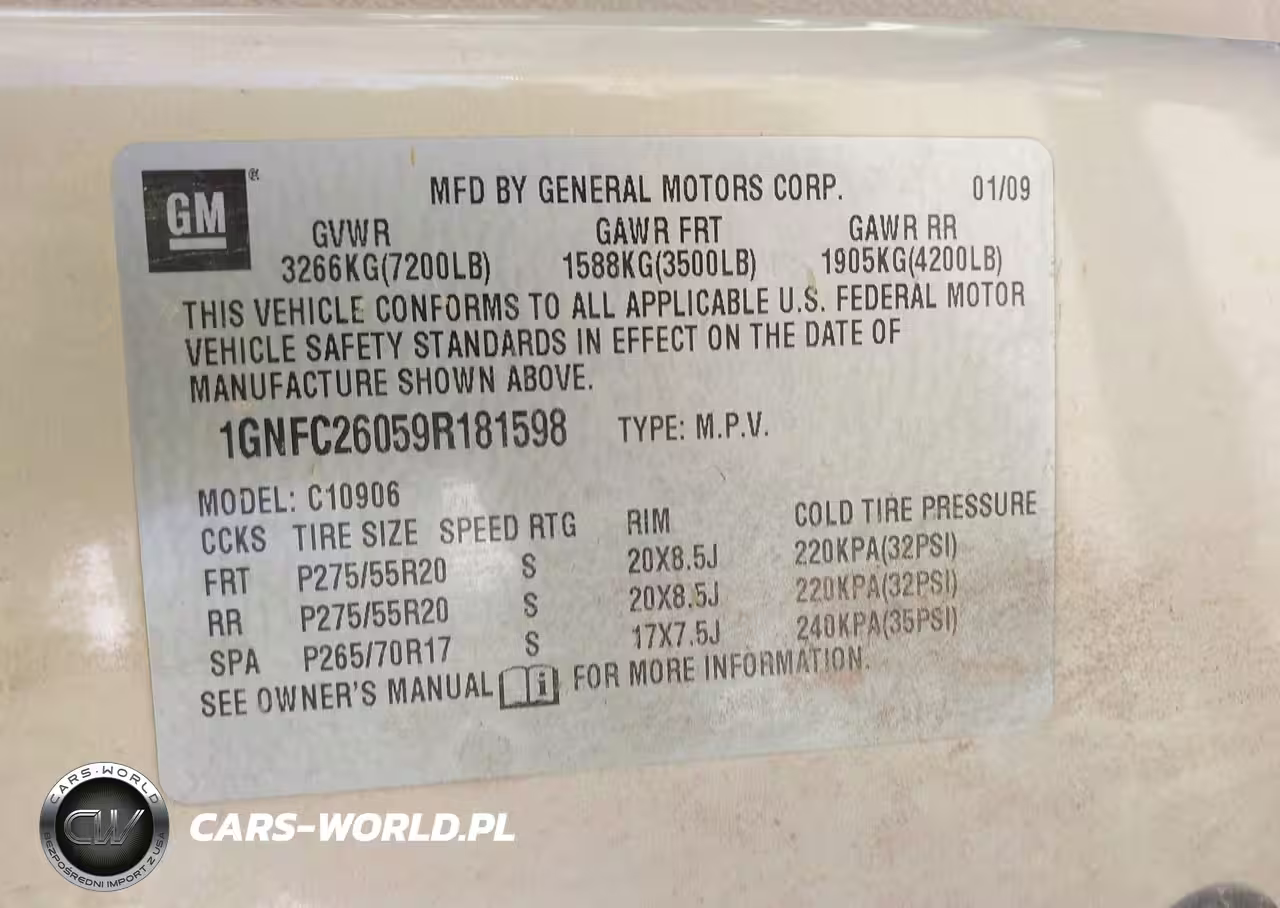 GM
MFD BY GENERAL MOTORS CORP. 01/09
GVWR GAWR FRT GAWR RR
3266KG(7200LB) 1588KG(3500LB) 1905KG(4200LB)
THIS VEHICLE CONFORMS TO ALL APPLICABLE U.S. FEDERAL MOTOR
VEHICLE SAFETY STANDARDS IN EFFECT ON THE DATE OF
MANUFACTURE SHOWN ABOVE.
1GNFC26059R181598 TYPE: M.P.V.
MODEL: C10906
CCKS TIRE SIZE SPEED RTG RIM COLD TIRE PRESSURE
FRT P275/55R20 S 20X8.5J 220KPA(32PSI)
RR P275/55R20 S 20X8.5J 220KPA(32PSI)
SPA P265/70R17 S 17X7.5J 240KPA(35PSI)
SEE OWNER'S MANUAL i FOR MORE INFORMATION.
CARS-WORLD
CW
BEZPOŚREDNI IMPORT Z USA
CARS-WORLD.PL